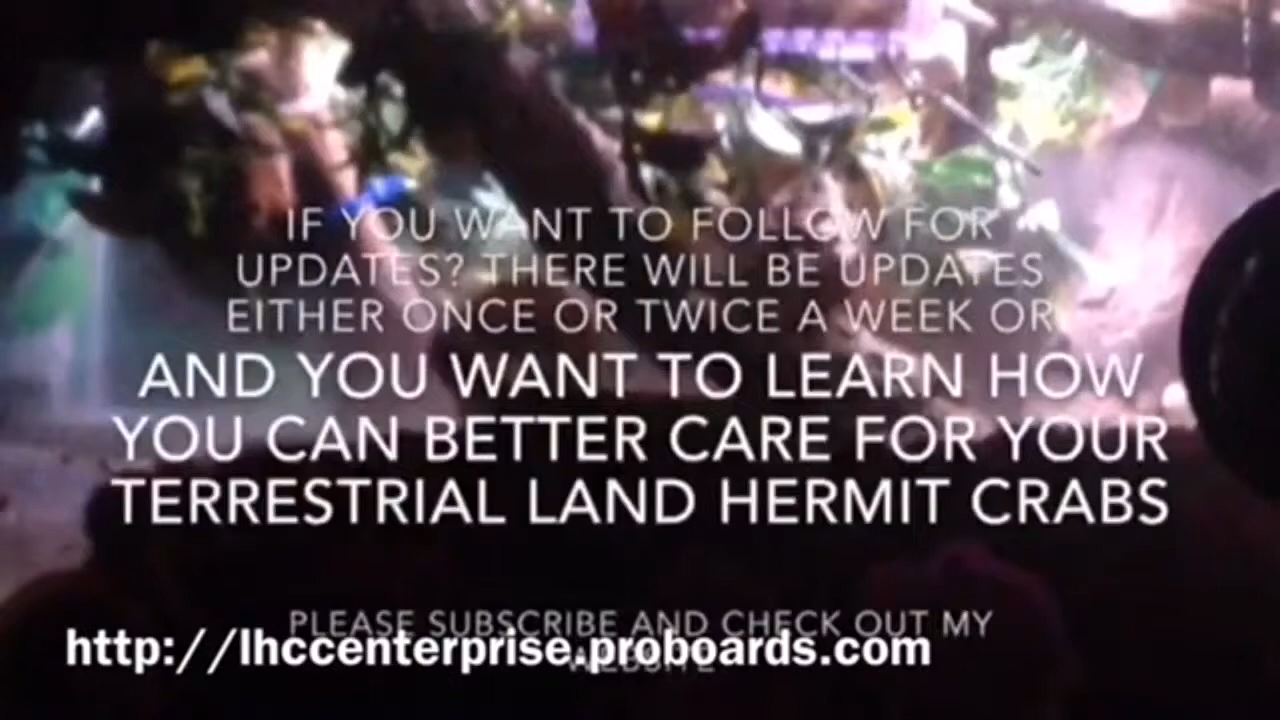 IF YOU WANT TO FOLLOW FOR
UPDATES? THERE WILL BE UPDATES
EITHER ONCE OR TWICE A WEEK OR
AND YOU WANT TO LEARN HOW
YOU CAN BETTER CARE FOR YOUR
TERRESTRIAL LAND HERMIT CRABS
PLEASE SUBSCRIBE AND CHECK OUT MY
http://lhccenterprise.proboards.com
WEBSITE